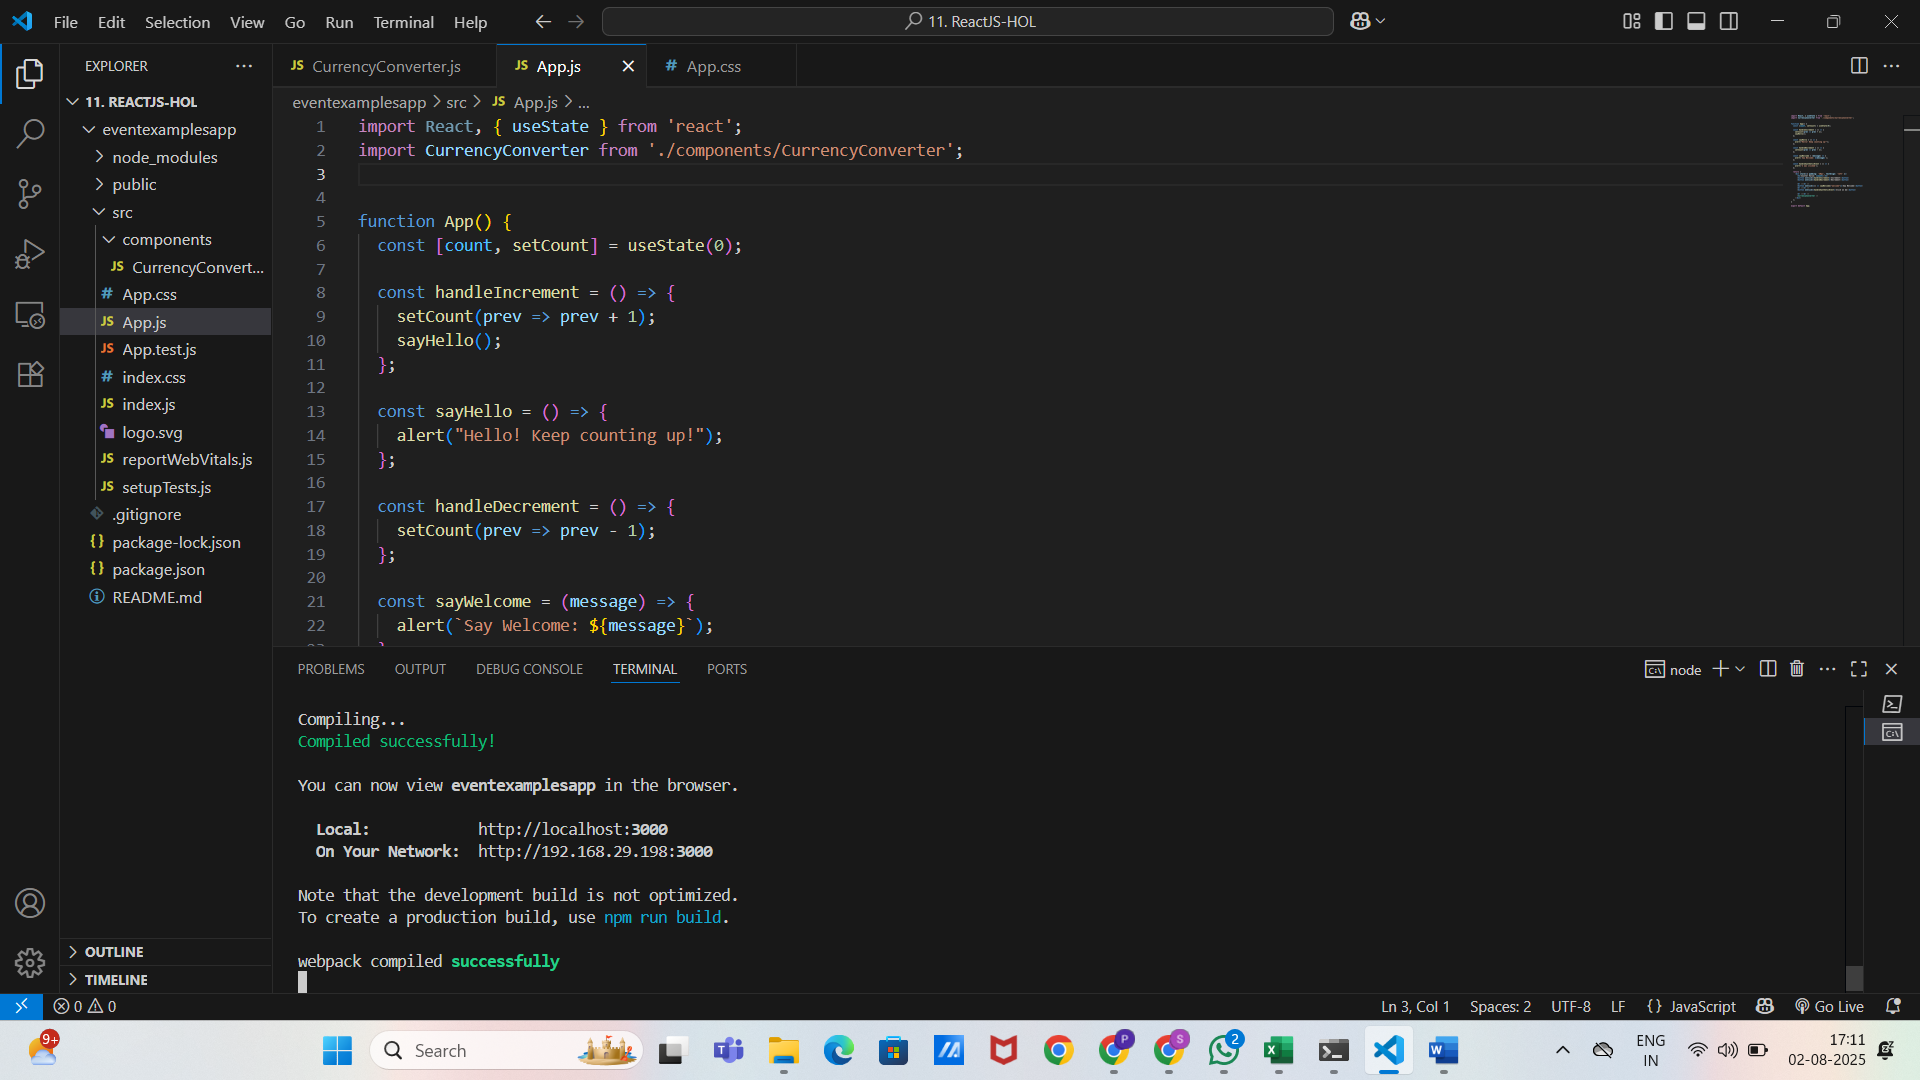 File Edit Selection View Go Run Terminal Help
11. ReactJS-HOL
EXPLORER
11. REACTJS-HOL
eventexamplesapp
node_modules
public
src
components
JS CurrencyConvert...
# App.css
JS App.js
JS App.test.js
# index.css
JS index.js
logo.svg
JS reportWebVitals.js
JS setupTests.js
.gitignore
{} package-lock.json
{} package.json
README.md
OUTLINE
TIMELINE
JS CurrencyConverter.js JS App.js # App.css
eventexamplesapp > src > JS App.js > ...
1 import React, { useState } from 'react';
2 import CurrencyConverter from './components/CurrencyConverter';
3
4
5 function App() {
6 const [count, setCount] = useState(0);
7
8 const handleIncrement = () => {
9 setCount(prev => prev + 1);
10 sayHello();
11 };
12
13 const sayHello = () => {
14 alert("Hello! Keep counting up!");
15 };
16
17 const handleDecrement = () => {
18 setCount(prev => prev - 1);
19 };
20
21 const sayWelcome = (message) => {
22 alert(`Say Welcome: ${message}`);
PROBLEMS OUTPUT DEBUG CONSOLE TERMINAL PORTS
node
Compiling...
Compiled successfully!
You can now view eventexamplesapp in the browser.
Local: http://localhost:3000
On Your Network: http://192.168.29.198:3000
Note that the development build is not optimized.
To create a production build, use npm run build.
webpack compiled successfully
0 0
Ln 3, Col 1 Spaces: 2 UTF-8 LF {} JavaScript Go Live
9+
Search
P
S
2
ENG
IN
17:11
02-08-2025